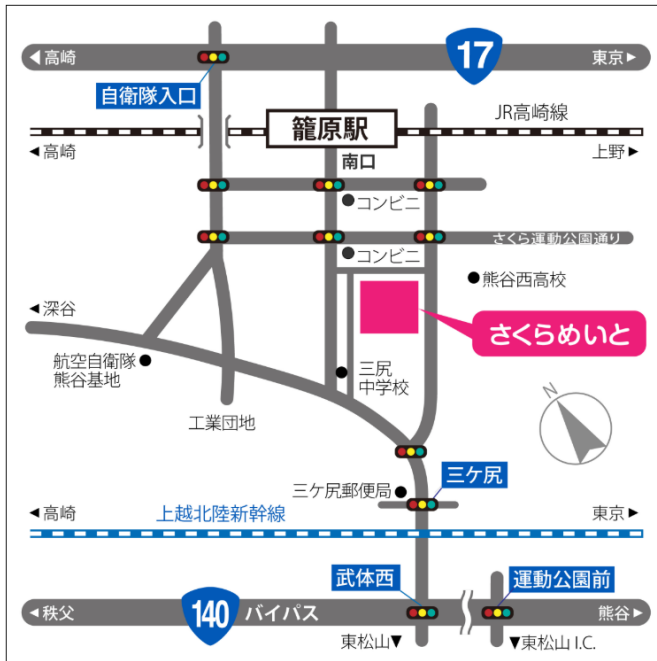 ◀高崎
17
東京▶
自衛隊入口
籠原駅
JR高崎線
◀高崎
南口
上野▶
コンビニ
さくら運動公園通り
コンビニ
熊谷西高校
◀深谷
さくらめいと
航空自衛隊
熊谷基地
三尻
中学校
工業団地
N
三ケ尻
三ケ尻郵便局
◀高崎
上越北陸新幹線
東京▶
武体西
運動公園前
◀秩父
140
バイパス
熊谷▶
東松山▼
▼東松山 I.C.